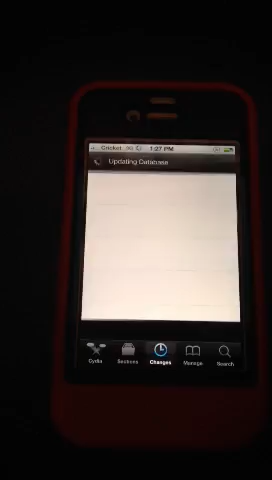 Cricket 1:27 PM
Updating Database
Cydia Sections Changes Manage Search